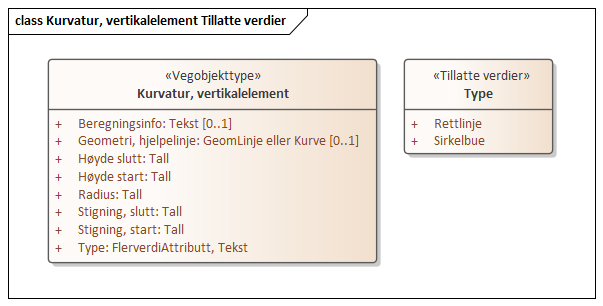 class Kurvatur, vertikalelement Tillatte verdier
«Vegobjekttype»
Kurvatur, vertikalelement
+ Beregningsinfo: Tekst [0..1]
+ Geometri, hjelpelinje: GeomLinje eller Kurve [0..1]
+ Høyde slutt: Tall
+ Høyde start: Tall
+ Radius: Tall
+ Stigning, slutt: Tall
+ Stigning, start: Tall
+ Type: FlerverdiAttributt, Tekst
«Tillatte verdier»
Type
+ Rettlinje
+ Sirkelbue